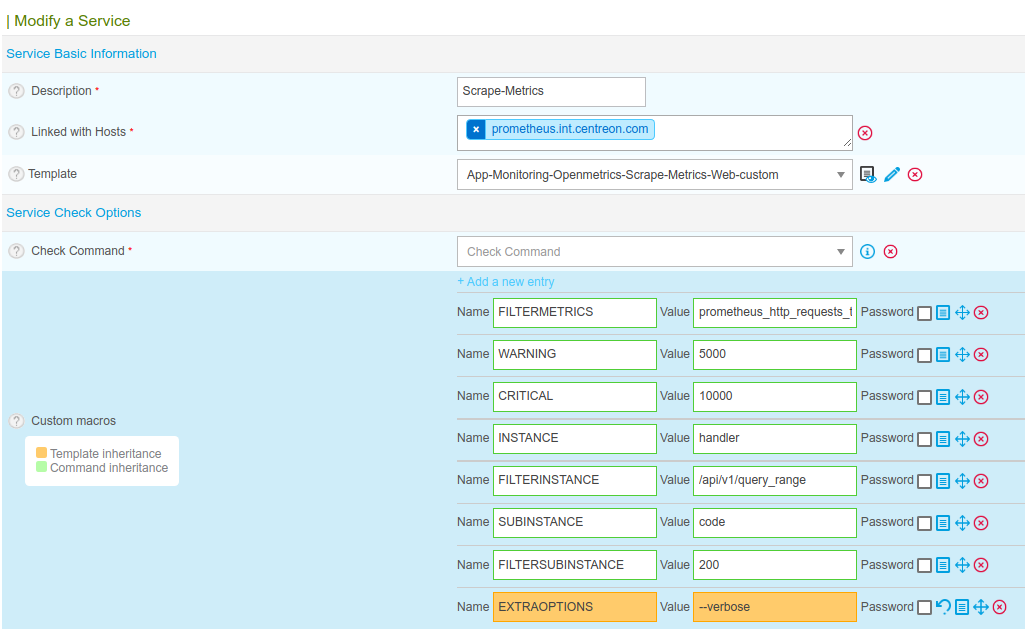 | Modify a Service
Service Basic Information
? Description *
Scrape-Metrics
? Linked with Hosts *
× prometheus.int.centreon.com
? Template
App-Monitoring-Openmetrics-Scrape-Metrics-Web-custom
Service Check Options
? Check Command *
Check Command
+ Add a new entry
Name FILTERMETRICS Value prometheus_http_requests_t Password
Name WARNING Value 5000 Password
Name CRITICAL Value 10000 Password
? Custom macros
Template inheritance
Command inheritance
Name INSTANCE Value handler Password
Name FILTERINSTANCE Value /api/v1/query_range Password
Name SUBINSTANCE Value code Password
Name FILTERSUBINSTANCE Value 200 Password
Name EXTRAOPTIONS Value --verbose Password